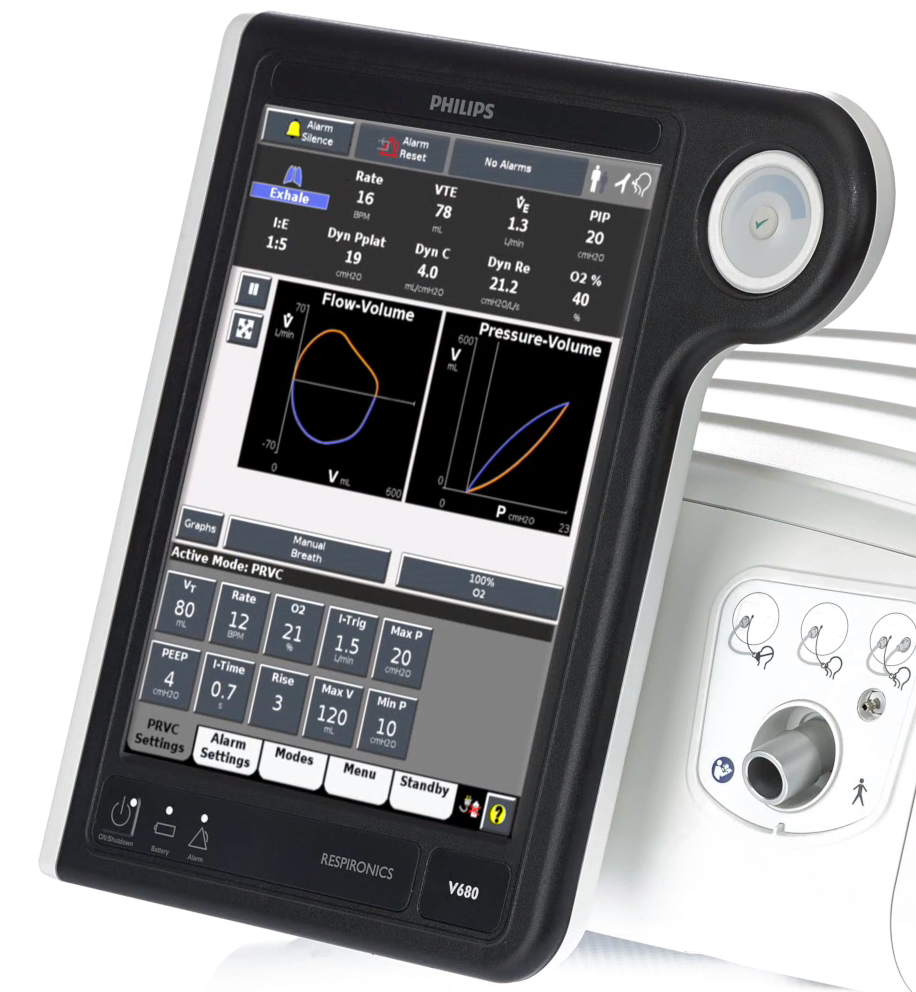 PHILIPS
Alarm
Silence
Alarm
Reset
No Alarms
Exhale
Rate
16
BPM
VTE
78
mL
V̇E
1.3
L/min
PIP
20
cmH2O
I:E
1:5
Dyn Pplat
19
cmH2O
Dyn C
4.0
mL/cmH2O
Dyn Re
21.2
cmH2O/L/s
O2 %
40
%
Flow-Volume
V̇
L/min
70
-70
0
V mL
600
Pressure-Volume
V
mL
600
0
0
P cmH2O
23
Graphs
Manual
Breath
100%
O2
Active Mode: PRVC
VT
80
mL
Rate
12
BPM
O2
21
%
I-Trig
1.5
L/min
Max P
20
cmH2O
PEEP
4
cmH2O
I-Time
0.7
s
Rise
3
Max V
120
mL
Min P
10
cmH2O
PRVC
Settings
Alarm
Settings
Modes
Menu
Standby
?
ON/Shutdown
Battery
Alarm
RESPIRONICS
V680